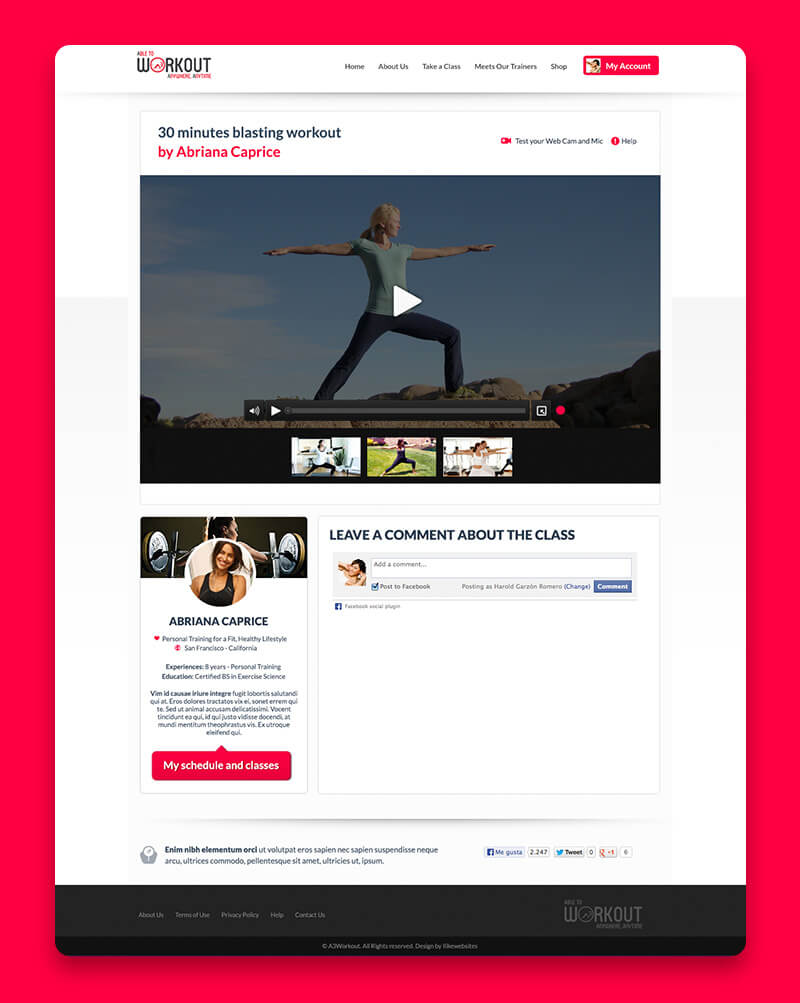 ABLE TO
WORKOUT
ANYWHERE, ANYTIME
Home About Us Take a Class Meets Our Trainers Shop My Account
30 minutes blasting workout
by Abriana Caprice
Test your Web Cam and Mic Help
LEAVE A COMMENT ABOUT THE CLASS
Add a comment...
Post to Facebook Posting as Harold Garzón Romero (Change) Comment
Facebook social plugin
ABRIANA CAPRICE
Personal Training for a Fit, Healthy Lifestyle
San Francisco - California
Experiences: 8 years - Personal Training
Education: Certified BS in Exercise Science
Vim id causae iriure integre fugit lobortis salutandi
qui at. Eros dolores tractatos vix ei, sonet errem qui
te. Sed ut animal accusam delicatissimi. Vocent
tincidunt ea qui, id qui justo vidisse docendi, at
mundi mentitum theophrastus vis. Ex utroque
eleifend qui.
My schedule and classes
Enim nibh elementum orci ut volutpat eros sapien nec sapien suspendisse neque
arcu, ultrices commodo, pellentesque sit amet, ultricies ut, ipsum.
Me gusta 2.247 Tweet 0 +1 6
About Us Terms of Use Privacy Policy Help Contact Us
ABLE TO
WORKOUT
ANYWHERE, ANYTIME
© A3Workout. All Rights reserved. Design by